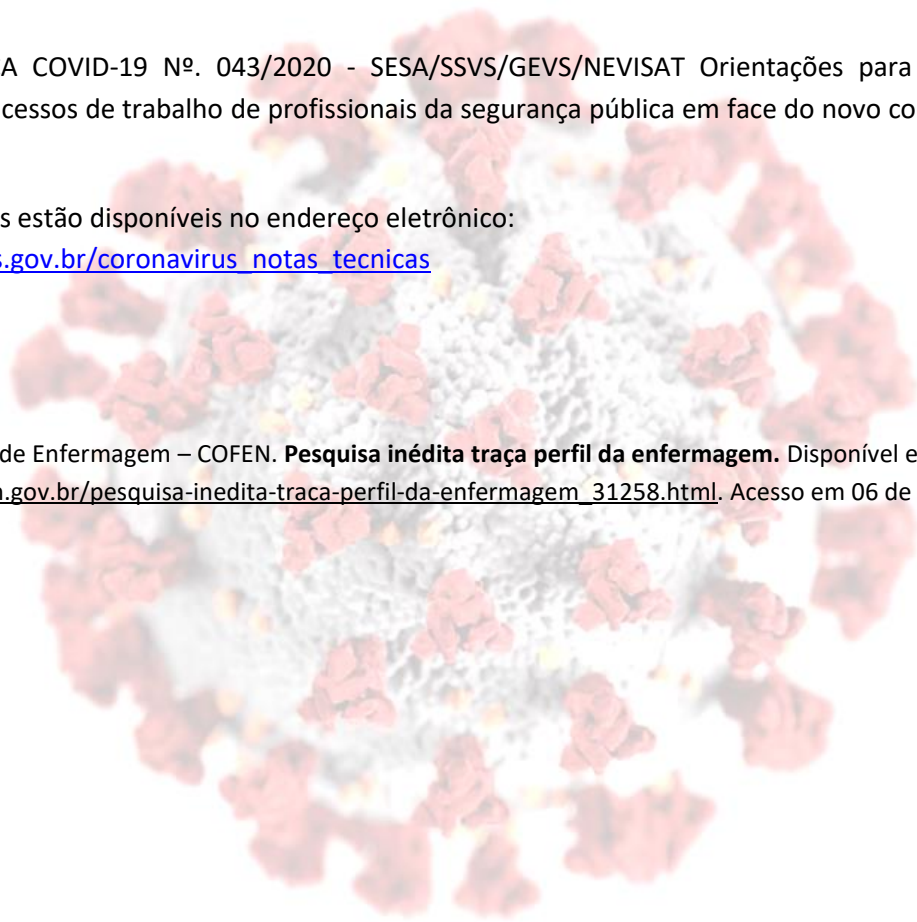 A COVID-19 Nº. 043/2020 - SESA/SSVS/GEVS/NEVISAT Orientações para
cessos de trabalho de profissionais da segurança pública em face do novo co
s estão disponíveis no endereço eletrônico:
s.gov.br/coronavirus_notas_tecnicas
de Enfermagem – COFEN. Pesquisa inédita traça perfil da enfermagem. Disponível e
n.gov.br/pesquisa-inedita-traca-perfil-da-enfermagem_31258.html. Acesso em 06 de